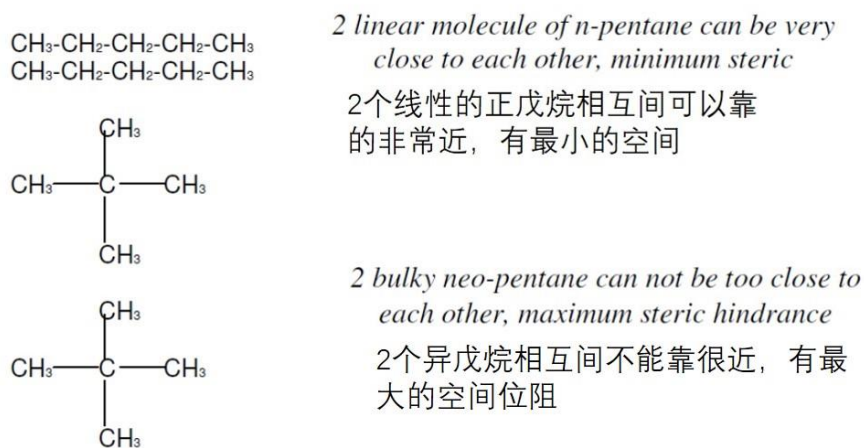 CH₃-CH₂-CH₂-CH₂-CH₃
CH₃-CH₂-CH₂-CH₂-CH₃
2 linear molecule of n-pentane can be very
close to each other, minimum steric
2个线性的正戊烷相互间可以靠
的非常近，有最小的空间
CH₃
CH₃—C—CH₃
CH₃
CH₃
CH₃—C—CH₃
CH₃
2 bulky neo-pentane can not be too close to
each other, maximum steric hindrance
2个异戊烷相互间不能靠很近，有最
大的空间位阻